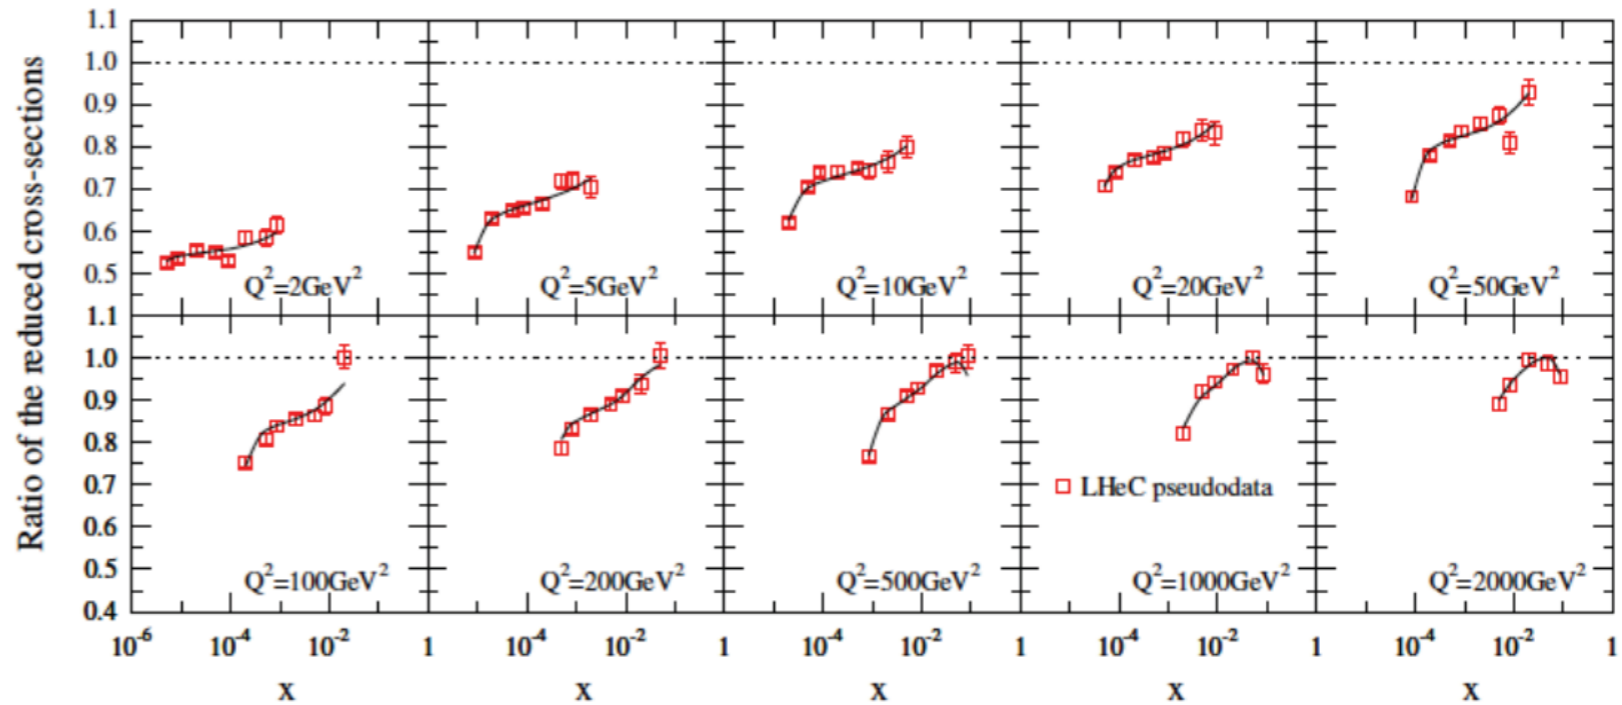 Ratio of the reduced cross-sections
1.1
1.0
0.9
0.8
0.7
0.6
0.5
Q²=2GeV²
Q²=5GeV²
Q²=10GeV²
Q²=20GeV²
Q²=50GeV²
1.1
1.0
0.9
0.8
0.7
0.6
0.5
0.4
LHeC pseudodata
Q²=100GeV²
Q²=200GeV²
Q²=500GeV²
Q²=1000GeV²
Q²=2000GeV²
10⁻⁶ 10⁻⁴ 10⁻² 1 10⁻⁴ 10⁻² 1 10⁻⁴ 10⁻² 1 10⁻⁴ 10⁻² 1 10⁻⁴ 10⁻² 1
x x x x x